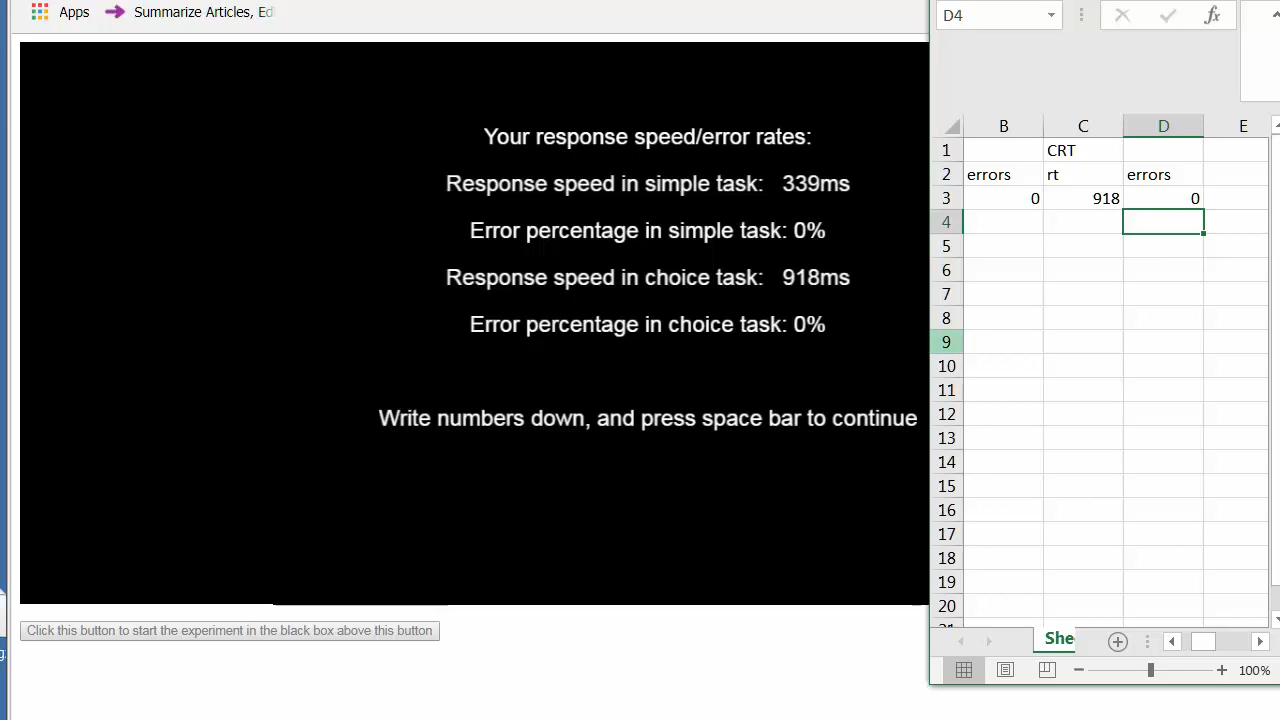 Apps Summarize Articles, Ed
Your response speed/error rates:
Response speed in simple task: 339ms
Error percentage in simple task: 0%
Response speed in choice task: 918ms
Error percentage in choice task: 0%
Write numbers down, and press space bar to continue
Click this button to start the experiment in the black box above this button
D4 fx
B C D E
1 CRT
2 errors rt errors
3 0 918 0
4
5
6
7
8
9
10
11
12
13
14
15
16
17
18
19
20
She
100%